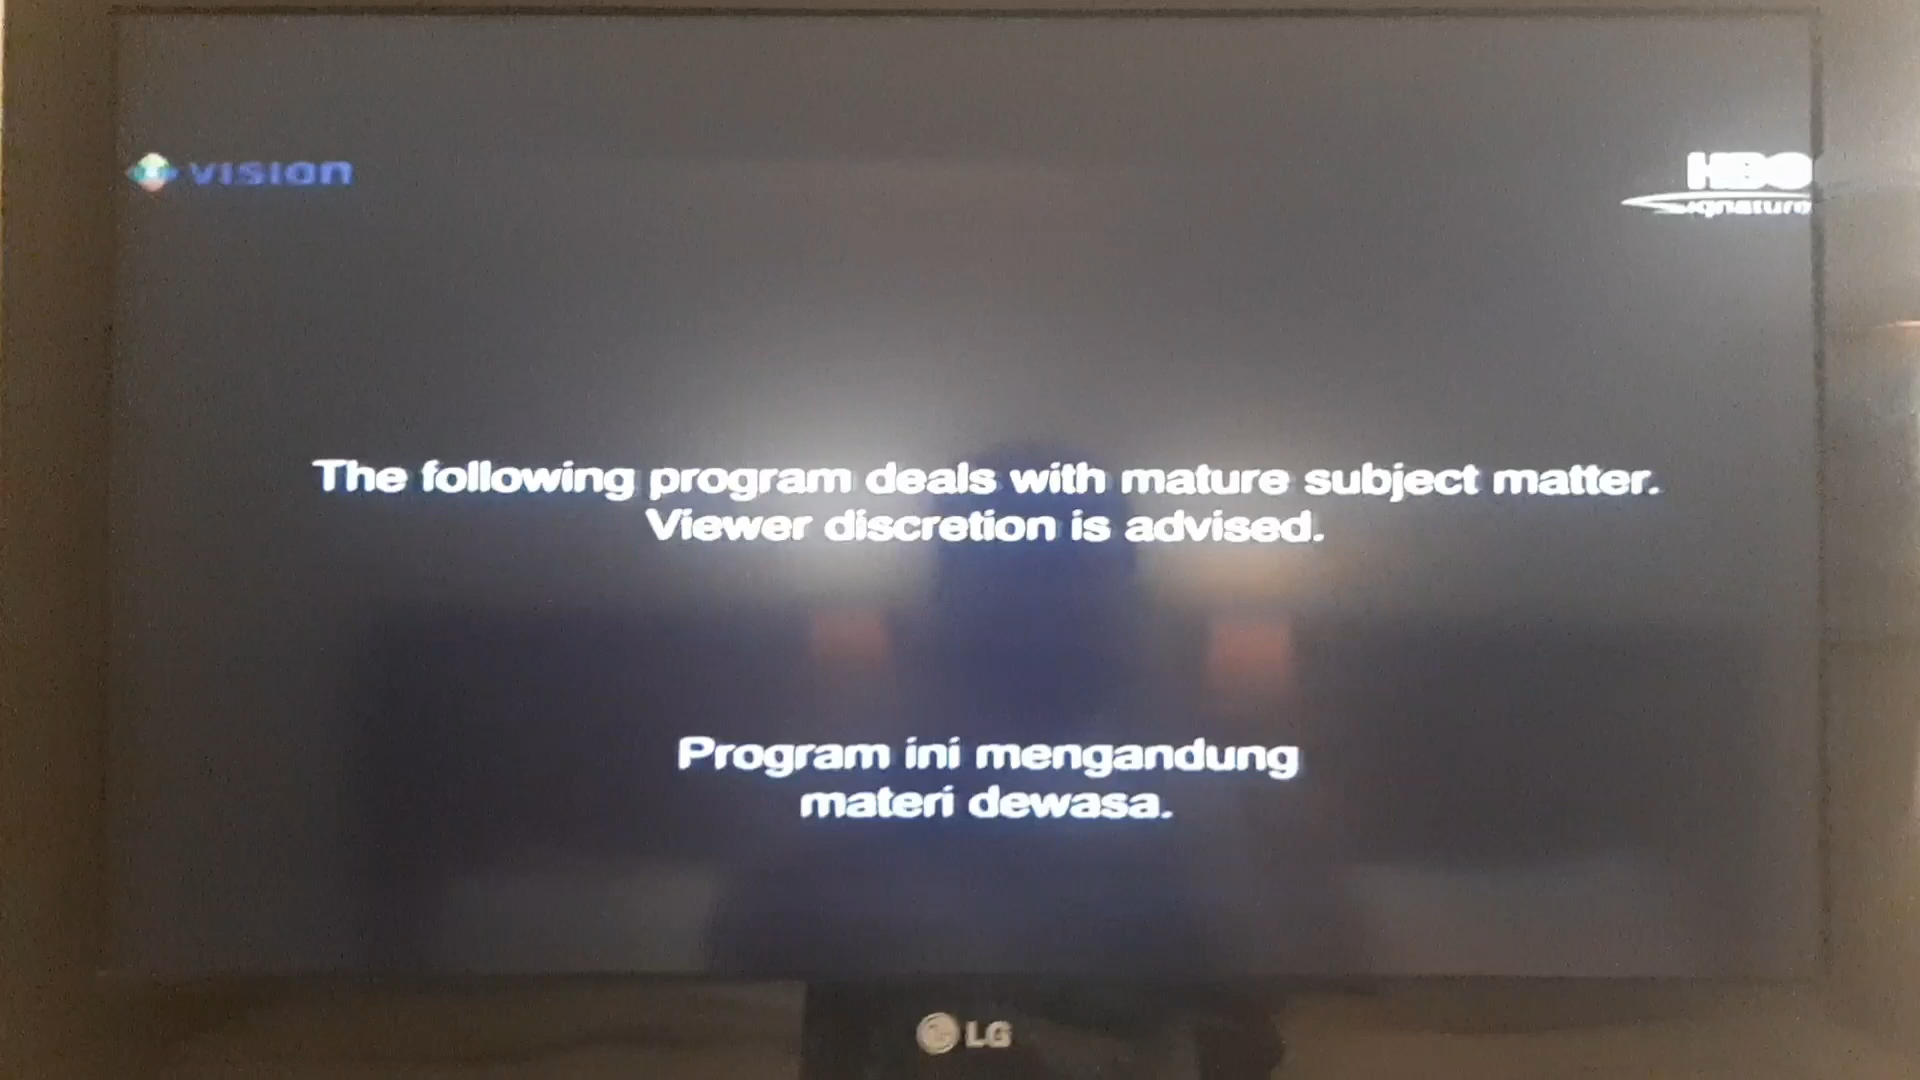 VISION
HBO
Signature
The following program deals with mature subject matter.
Viewer discretion is advised.
Program ini mengandung
materi dewasa.
LG